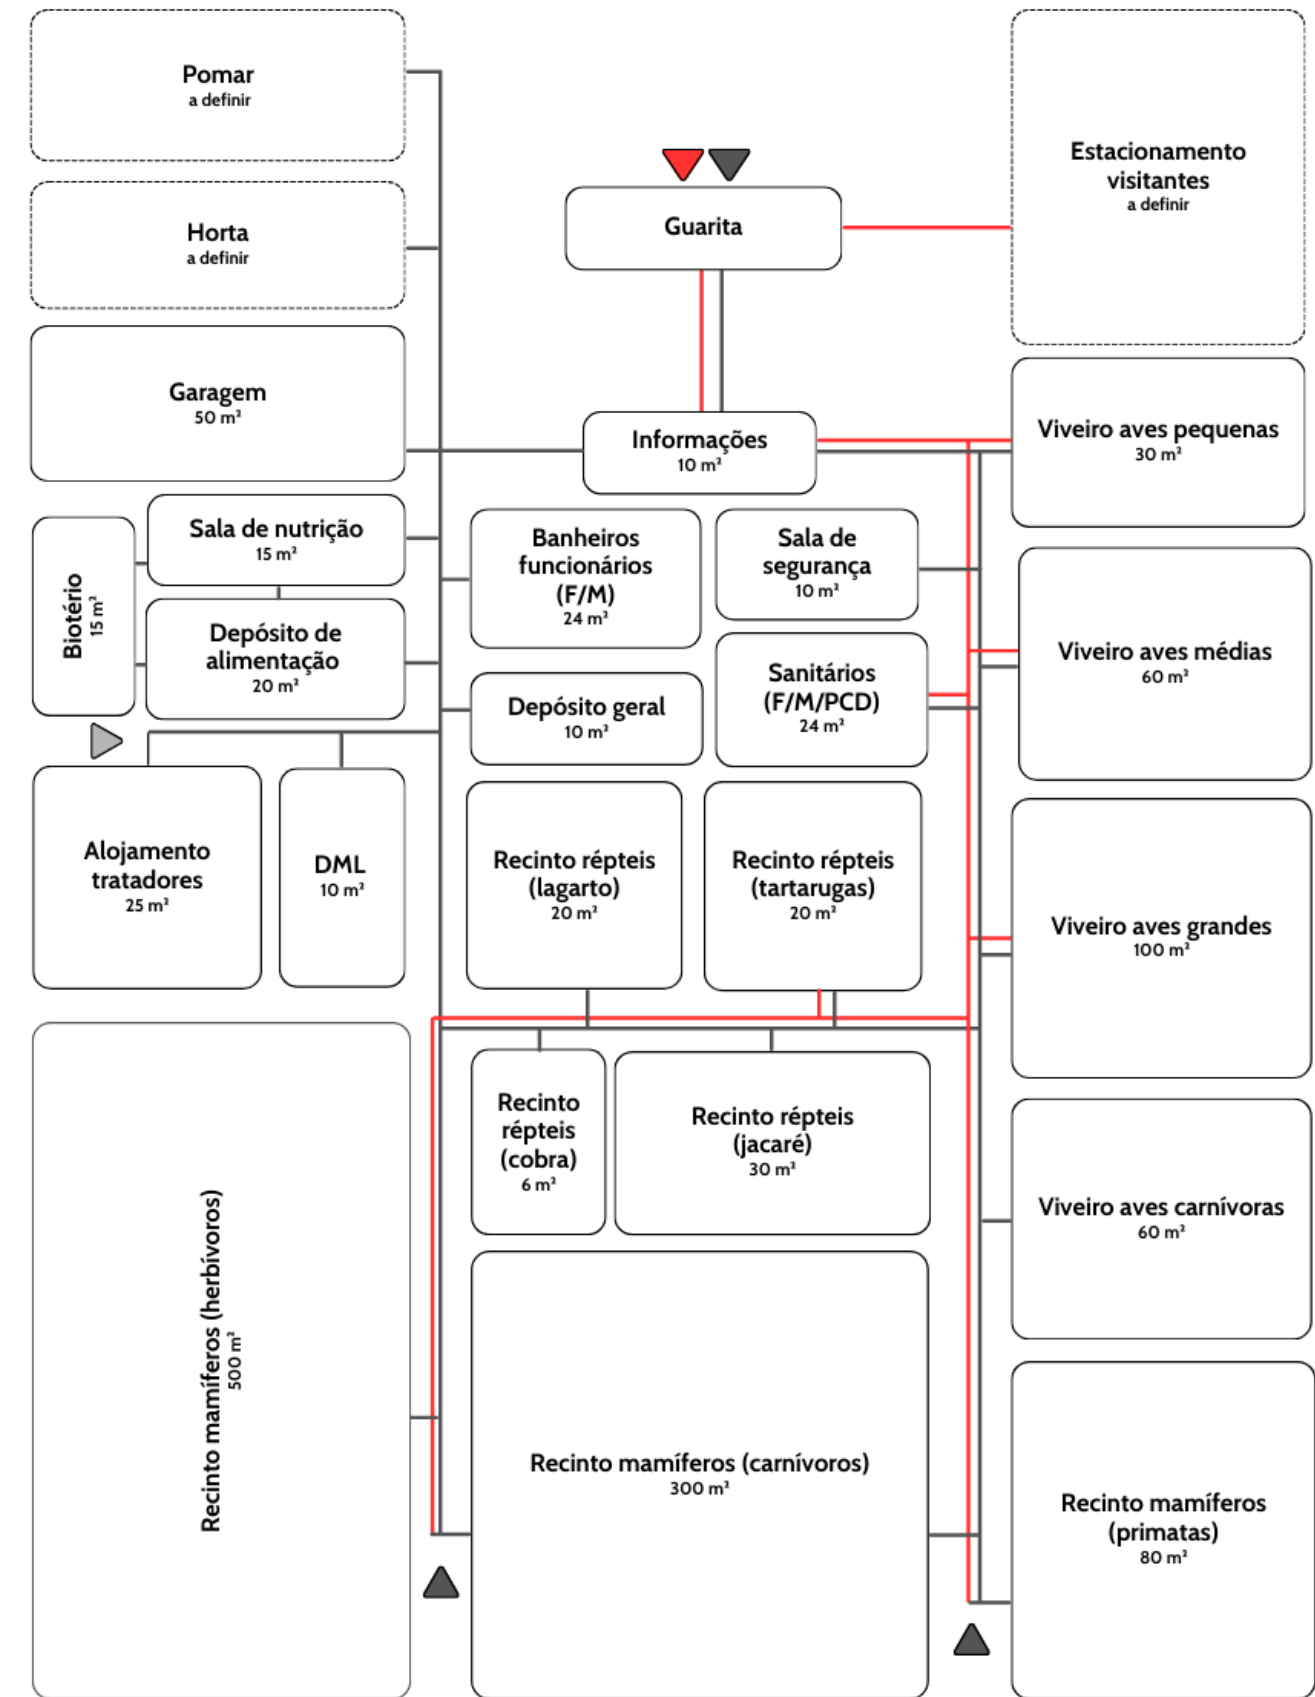 Pomar
a definir
Estacionamento
visitantes
a definir
Guarita
Horta
a definir
Garagem
50 m²
Informações
10 m²
Viveiro aves pequenas
30 m²
Sala de nutrição
15 m²
Banheiros
funcionários
(F/M)
24 m²
Sala de
segurança
10 m²
Biotério
15 m²
Depósito de
alimentação
20 m²
Viveiro aves médias
60 m²
Depósito geral
10 m²
Sanitários
(F/M/PCD)
24 m²
Alojamento
tratadores
25 m²
DML
10 m²
Recinto répteis
(lagarto)
20 m²
Recinto répteis
(tartarugas)
20 m²
Viveiro aves grandes
100 m²
Recinto
répteis
(cobra)
6 m²
Recinto répteis
(jacaré)
30 m²
Viveiro aves carnívoras
60 m²
Recinto mamíferos (herbívoros)
500 m²
Recinto mamíferos (carnívoros)
300 m²
Recinto mamíferos
(primatas)
80 m²